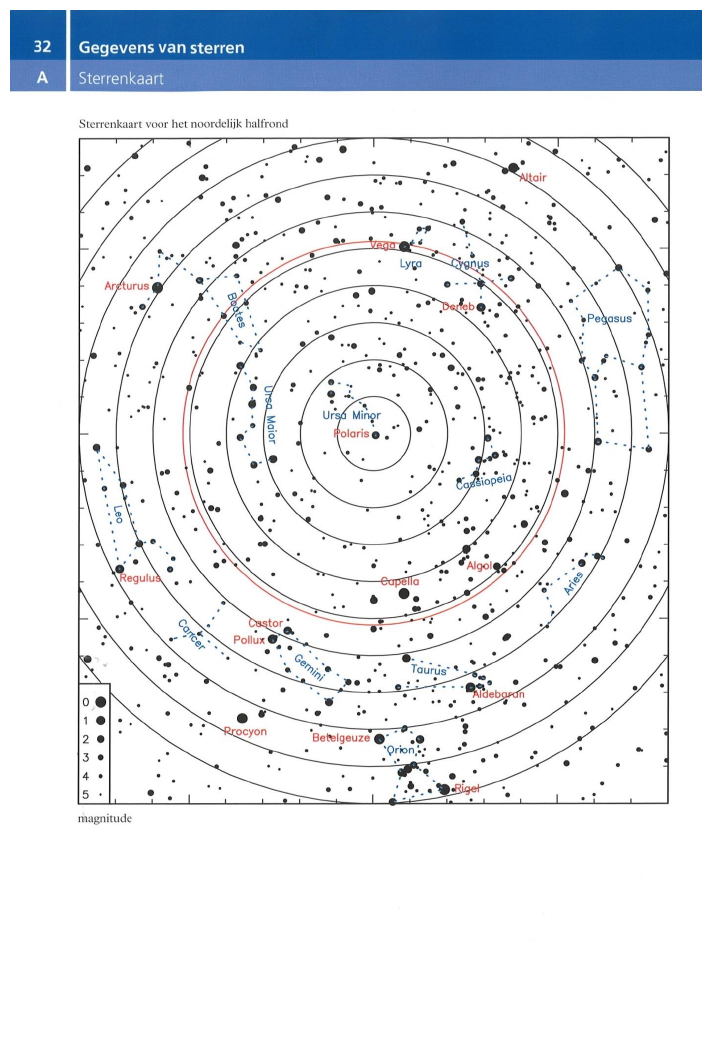 32 Gegevens van sterren
A Sterrenkaart
Sterrenkaart voor het noordelijk halfrond
Altair
Vega
Lyra
Cygnus
Arcturus
Bootes
Deneb
Pegasus
Ursa Maior
Ursa Minor
Polaris
Cassiopeia
Leo
Regulus
Algol
Capella
Aries
Cancer
Castor
Pollux
Gemini
Taurus
Aldebaran
Procyon
Betelgeuze
Orion
Rigel
0
1
2
3
4
5
magnitude